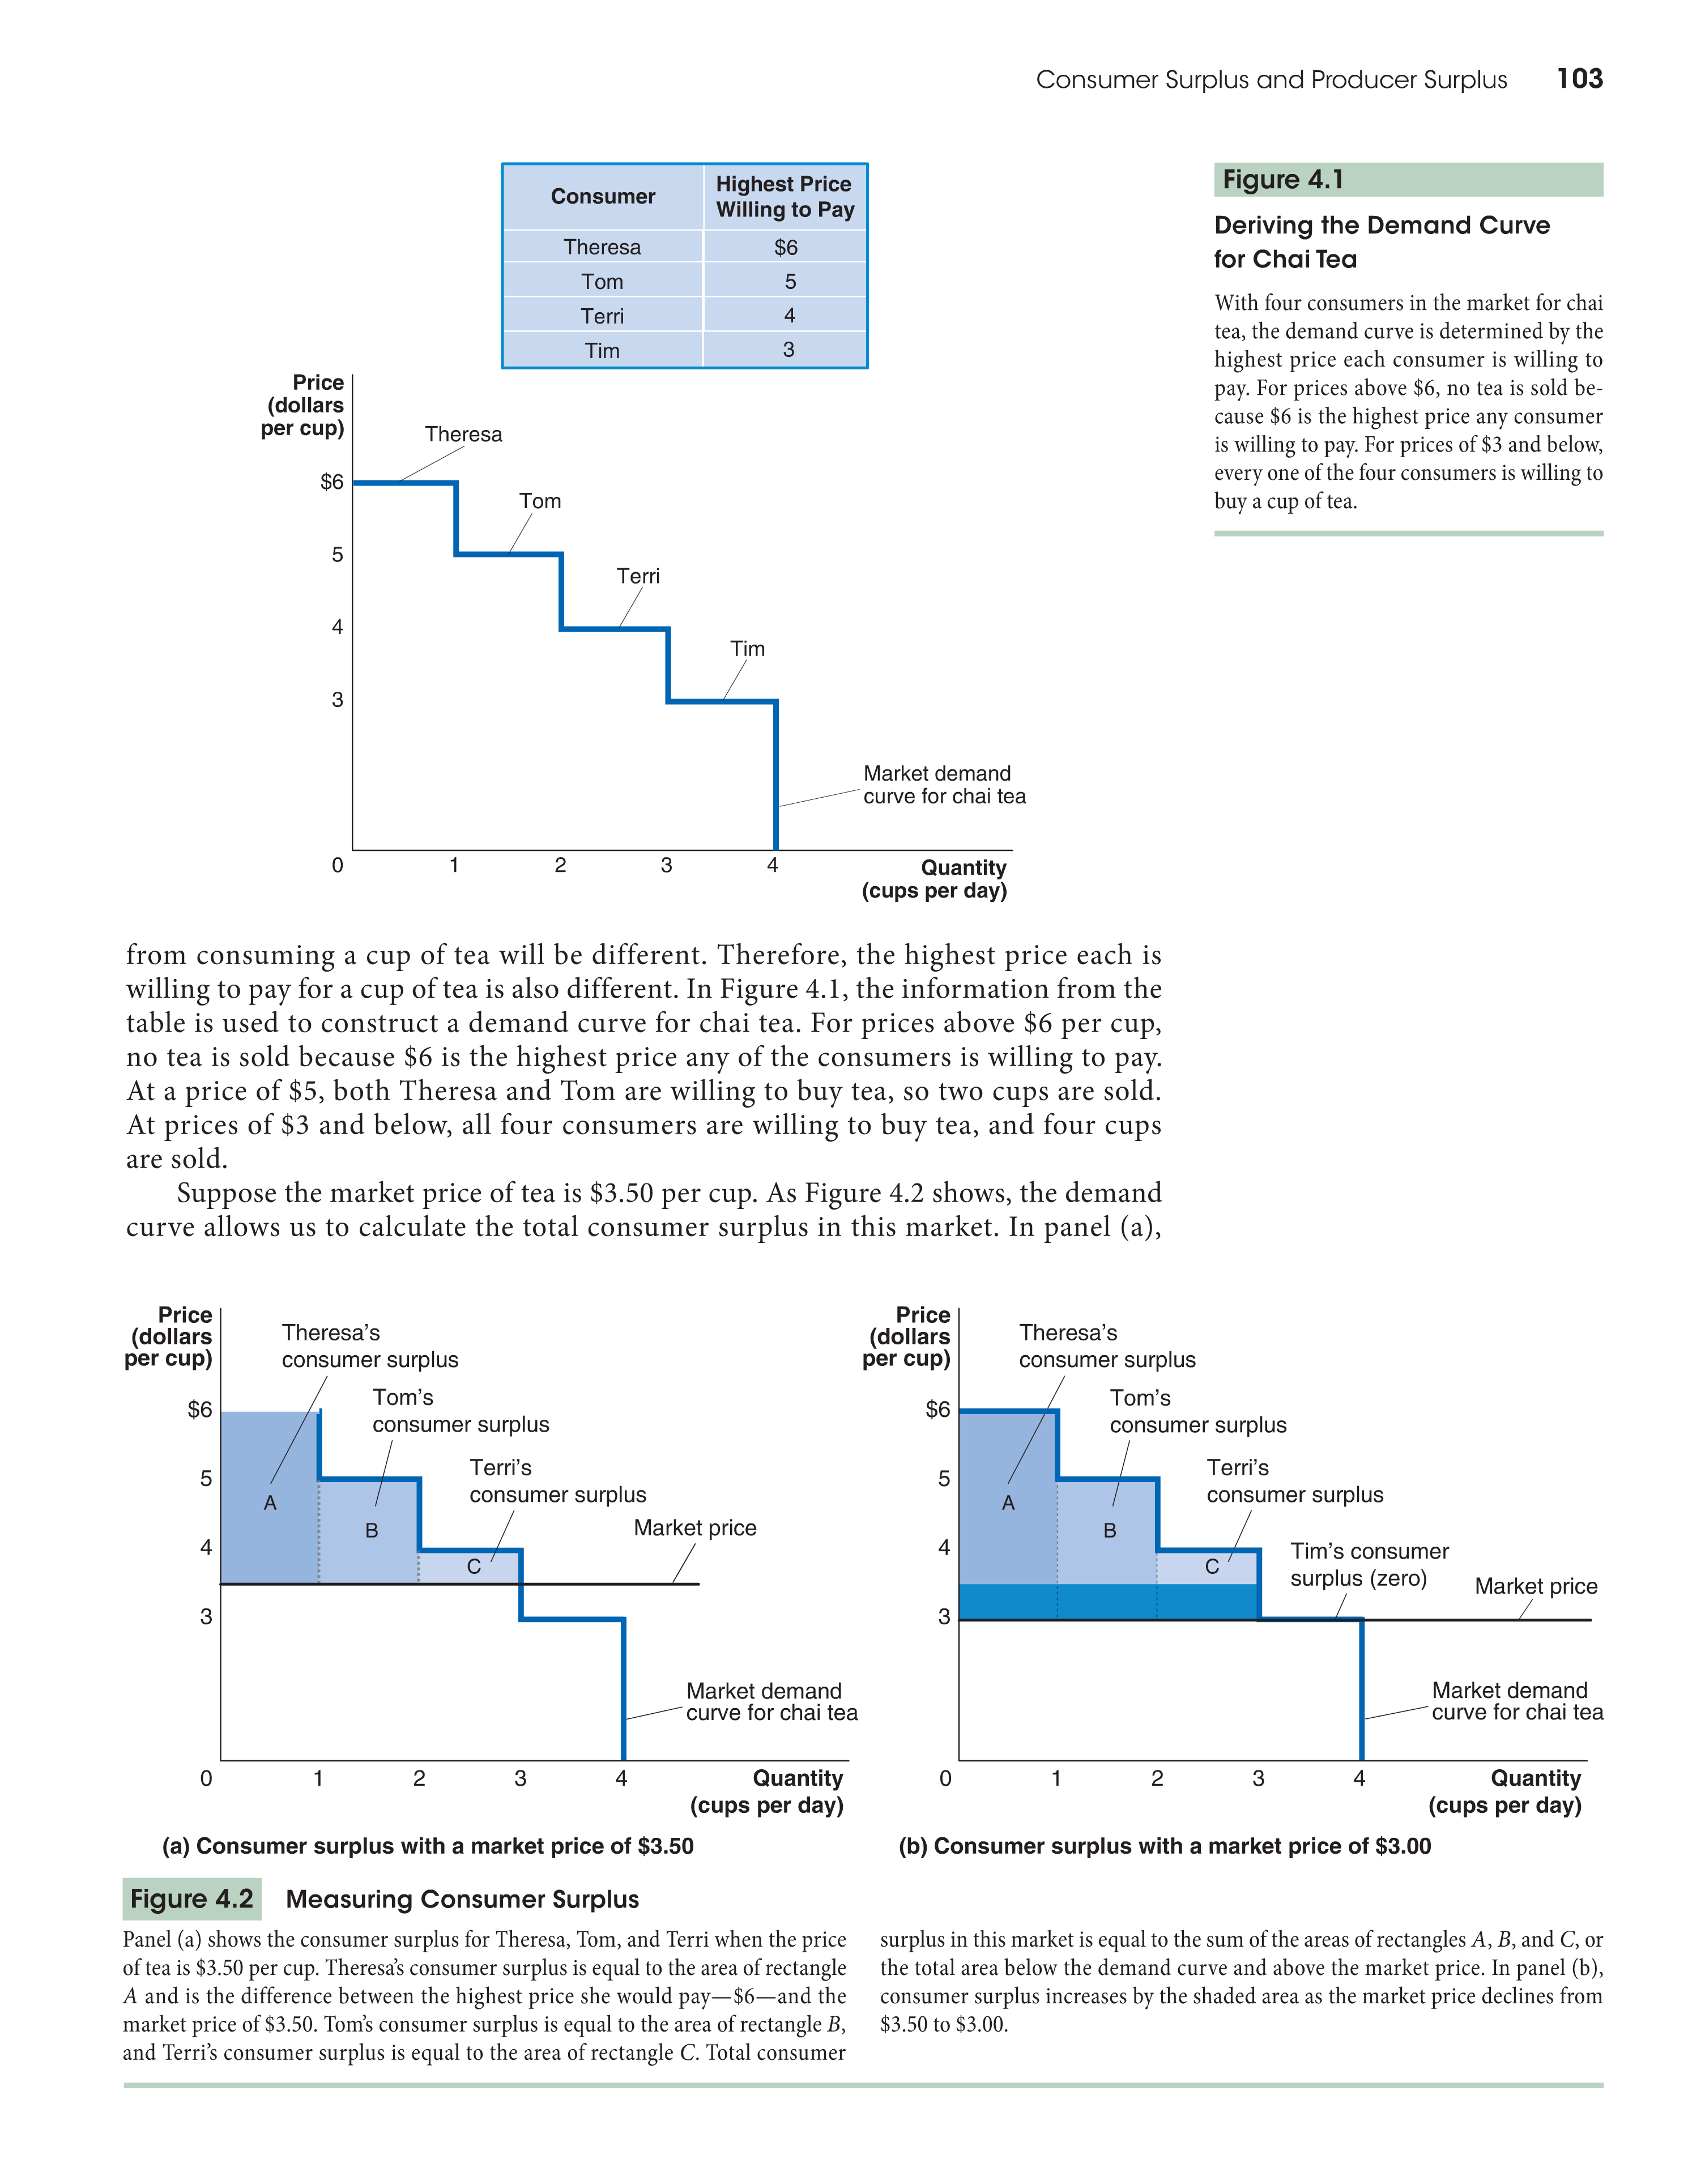 Consumer Surplus and Producer Surplus 103
Consumer Highest Price
Willing to Pay
Theresa $6
Tom 5
Terri 4
Tim 3
Figure 4.1
Deriving the Demand Curve
for Chai Tea
With four consumers in the market for chai
tea, the demand curve is determined by the
highest price each consumer is willing to
pay. For prices above $6, no tea is sold be-
cause $6 is the highest price any consumer
is willing to pay. For prices of $3 and below,
every one of the four consumers is willing to
buy a cup of tea.
Price
(dollars
per cup)
Theresa
$6
Tom
5
Terri
4
Tim
3
Market demand
curve for chai tea
0 1 2 3 4 Quantity
(cups per day)
from consuming a cup of tea will be different. Therefore, the highest price each is
willing to pay for a cup of tea is also different. In Figure 4.1, the information from the
table is used to construct a demand curve for chai tea. For prices above $6 per cup,
no tea is sold because $6 is the highest price any of the consumers is willing to pay.
At a price of $5, both Theresa and Tom are willing to buy tea, so two cups are sold.
At prices of $3 and below, all four consumers are willing to buy tea, and four cups
are sold.
Suppose the market price of tea is $3.50 per cup. As Figure 4.2 shows, the demand
curve allows us to calculate the total consumer surplus in this market. In panel (a),
Price
(dollars
per cup)
Theresa's
consumer surplus
Tom's
consumer surplus
$6
Terri's
consumer surplus
5
A
B
Market price
4
C
3
Market demand
curve for chai tea
0 1 2 3 4 Quantity
(cups per day)
(a) Consumer surplus with a market price of $3.50
Price
(dollars
per cup)
Theresa's
consumer surplus
Tom's
consumer surplus
$6
Terri's
consumer surplus
5
A
B
4
C
Tim's consumer
surplus (zero)
Market price
3
Market demand
curve for chai tea
0 1 2 3 4 Quantity
(cups per day)
(b) Consumer surplus with a market price of $3.00
Figure 4.2 Measuring Consumer Surplus
Panel (a) shows the consumer surplus for Theresa, Tom, and Terri when the price
of tea is $3.50 per cup. Theresa's consumer surplus is equal to the area of rectangle
A and is the difference between the highest price she would pay—$6—and the
market price of $3.50. Tom's consumer surplus is equal to the area of rectangle B,
and Terri's consumer surplus is equal to the area of rectangle C. Total consumer
surplus in this market is equal to the sum of the areas of rectangles A, B, and C, or
the total area below the demand curve and above the market price. In panel (b),
consumer surplus increases by the shaded area as the market price declines from
$3.50 to $3.00.